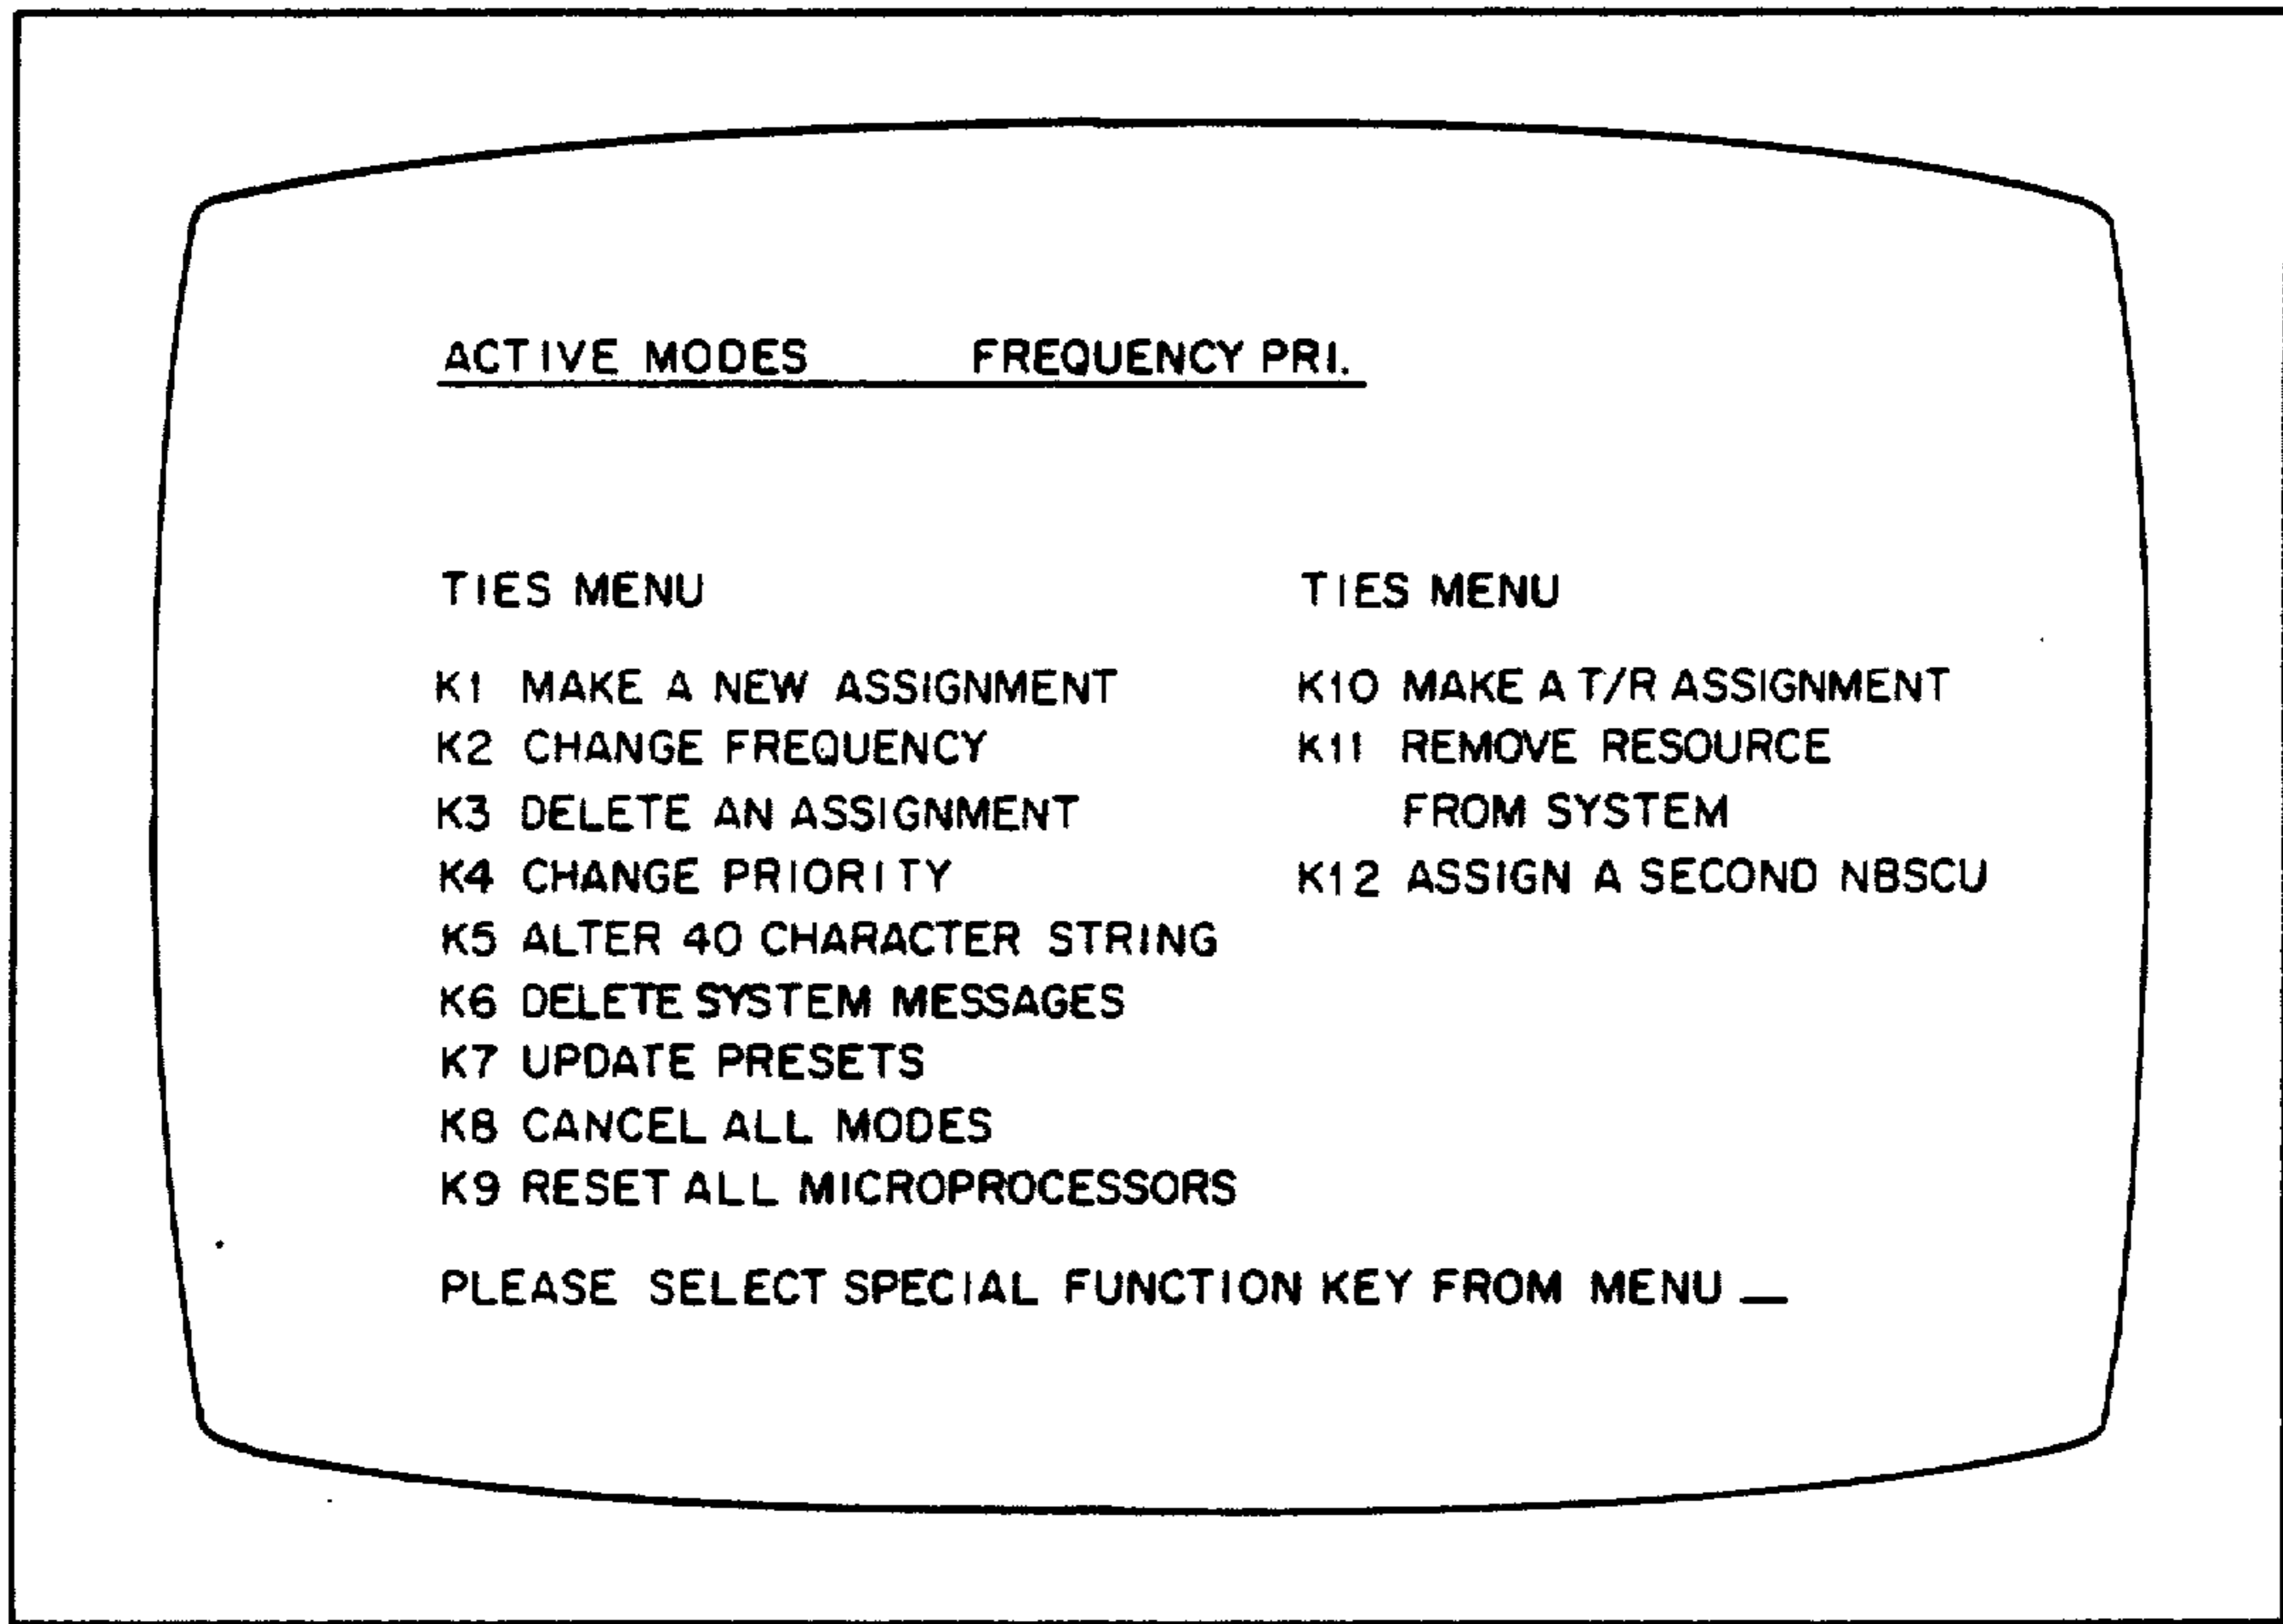 ACTIVE MODES FREQUENCY PRI.
TIES MENU
K1 MAKE A NEW ASSIGNMENT
K2 CHANGE FREQUENCY
K3 DELETE AN ASSIGNMENT
K4 CHANGE PRIORITY
K5 ALTER 40 CHARACTER STRING
K6 DELETE SYSTEM MESSAGES
K7 UPDATE PRESETS
K8 CANCEL ALL MODES
K9 RESET ALL MICROPROCESSORS
TIES MENU
K10 MAKE A T/R ASSIGNMENT
K11 REMOVE RESOURCE
FROM SYSTEM
K12 ASSIGN A SECOND NBSCU
PLEASE SELECT SPECIAL FUNCTION KEY FROM MENU _